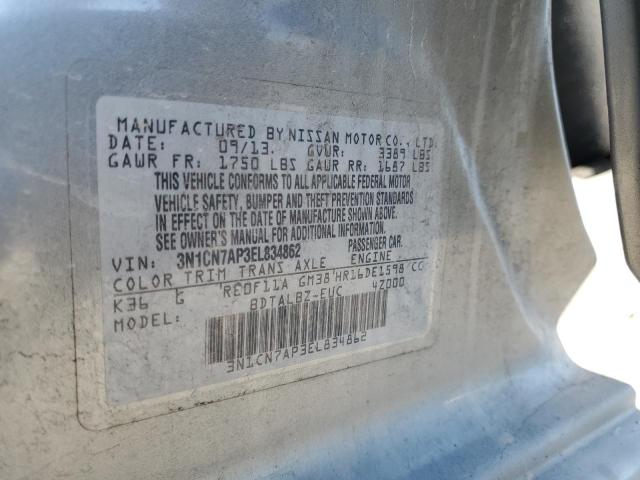 MANUFACTURED BY NISSAN MOTOR CO., LTD.
DATE: 09/13. GVWR: 3389 LBS
GAWR FR: 1750 LBS GAWR RR: 1687 LBS
THIS VEHICLE CONFORMS TO ALL APPLICABLE FEDERAL MOTOR
VEHICLE SAFETY, BUMPER AND THEFT PREVENTION STANDARDS
IN EFFECT ON THE DATE OF MANUFACTURE SHOWN ABOVE.
SEE OWNER'S MANUAL FOR ADDITIONAL INFORMATION.
VIN: 3N1CN7AP3EL834862 PASSENGER CAR.
COLOR TRIM TRANS AXLE ENGINE
K36 G RE0F11A GM38 HR16DE1598 CC
MODEL: BDTALBZ-EUC 42000
3N1CN7AP3EL834862